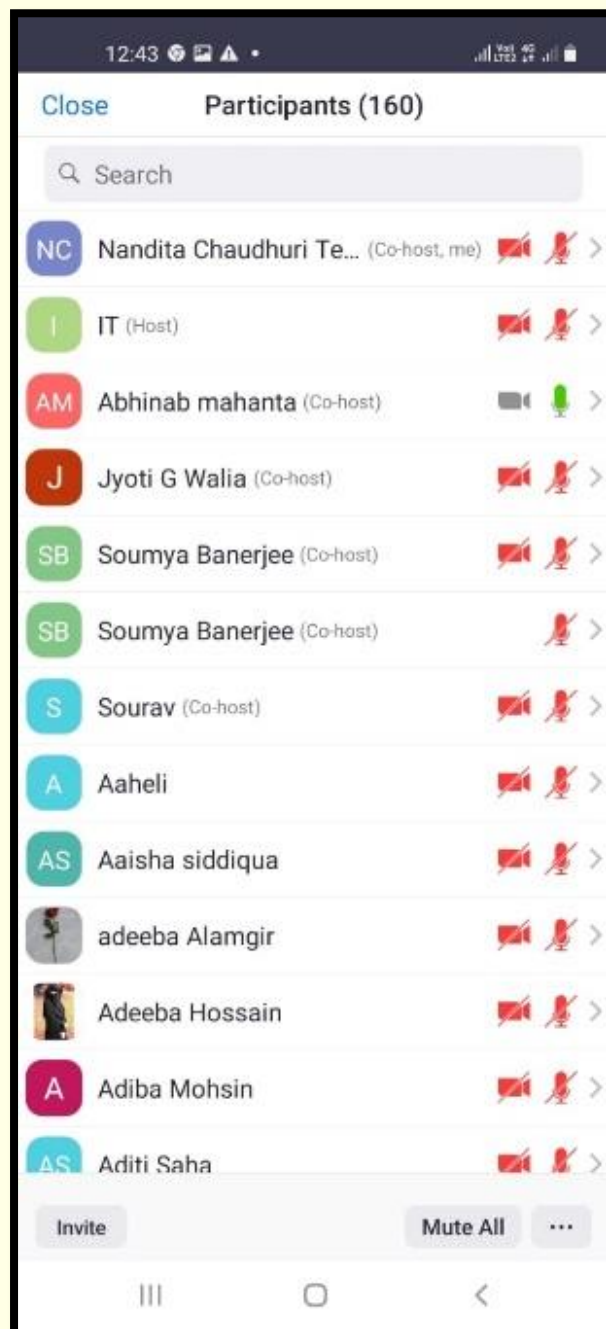 12:43
Close Participants (160)
Search
NC Nandita Chaudhuri Te... (Co-host, me)
I IT (Host)
AM Abhinab mahanta (Co-host)
J Jyoti G Walia (Co-host)
SB Soumya Banerjee (Co-host)
SB Soumya Banerjee (Co-host)
S Sourav (Co-host)
A Aaheli
AS Aaisha siddiqua
adeeba Alamgir
Adeeba Hossain
A Adiba Mohsin
AS Aditi Saha
Invite Mute All ...